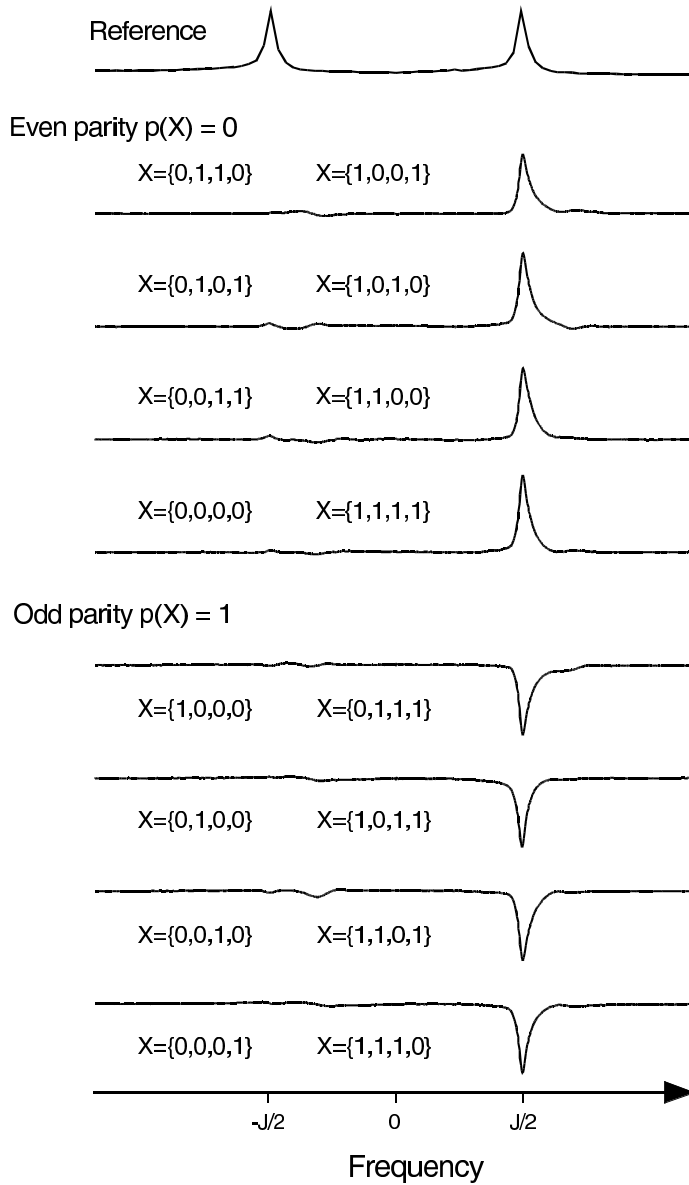 Reference
Even parity p(X) = 0
X={0,1,1,0} X={1,0,0,1}
X={0,1,0,1} X={1,0,1,0}
X={0,0,1,1} X={1,1,0,0}
X={0,0,0,0} X={1,1,1,1}
Odd parity p(X) = 1
X={1,0,0,0} X={0,1,1,1}
X={0,1,0,0} X={1,0,1,1}
X={0,0,1,0} X={1,1,0,1}
X={0,0,0,1} X={1,1,1,0}
-J/2 0 J/2
Frequency